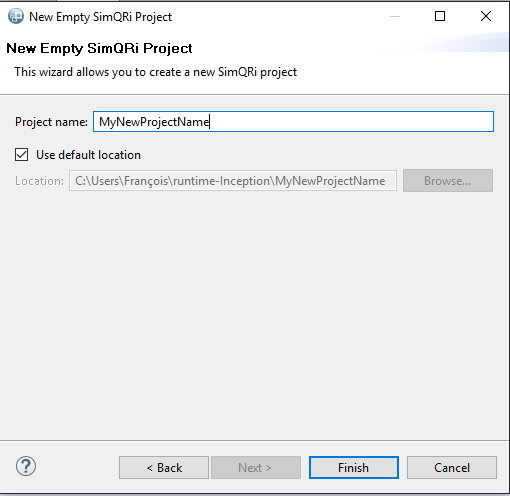 New Empty SimQRi Project
New Empty SimQRi Project
This wizard allows you to create a new SimQRi project
Project name: MyNewProjectName
Use default location
Location: C:\Users\François\runtime-Inception\MyNewProjectName Browse...
? < Back Next > Finish Cancel